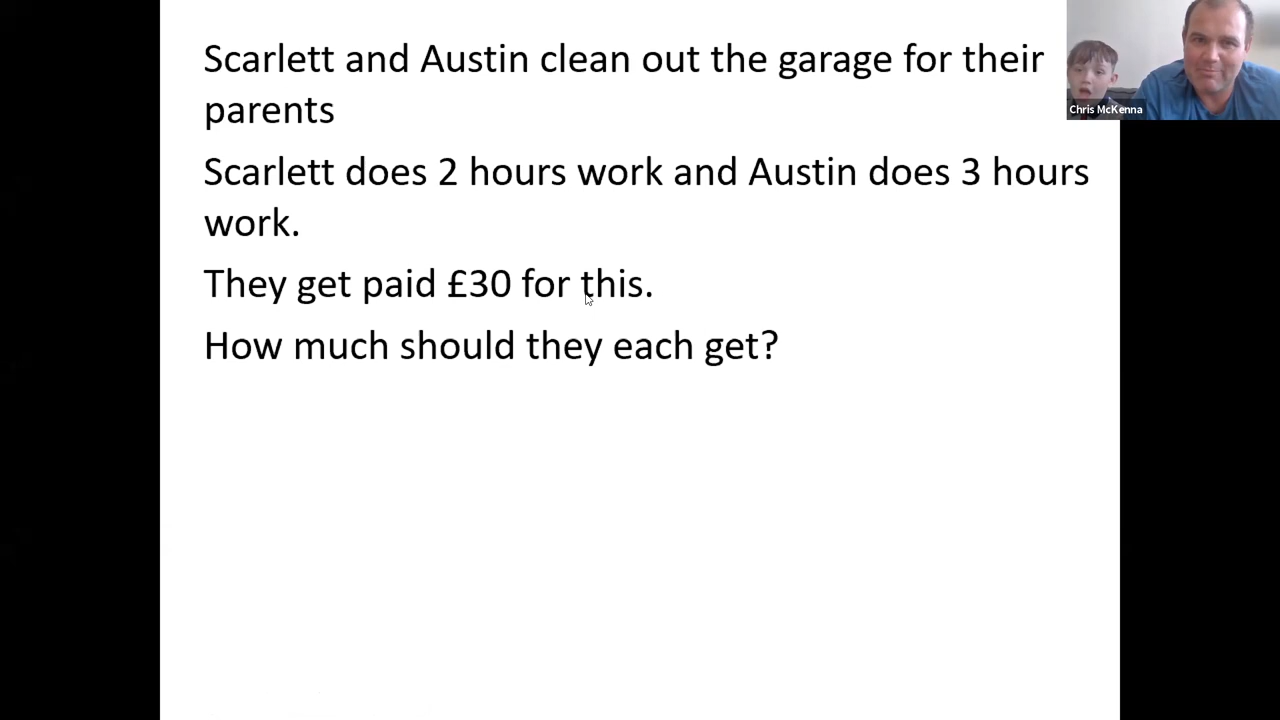 Scarlett and Austin clean out the garage for their
parents
Scarlett does 2 hours work and Austin does 3 hours
work.
They get paid £30 for this.
How much should they each get?
Chris McKenna